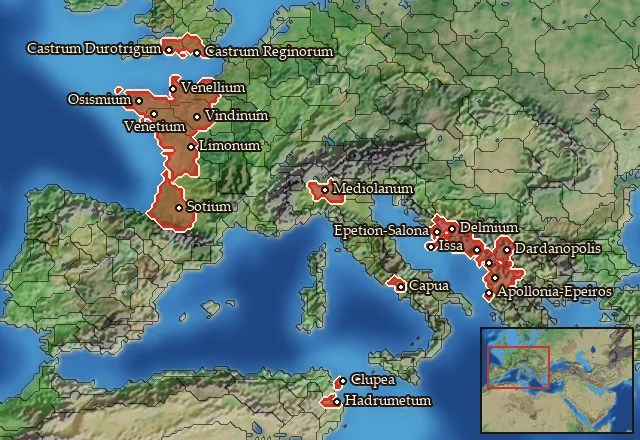 Castrum Durotrigum
Castrum Reginorum
Venellium
Osismium
Venetium
Vindinum
Limonum
Sotium
Mediolanum
Epetion-Salona
Delmium
Issa
Dardanopolis
Capua
Apollonia-Epeiros
Clupea
Hadrumetum